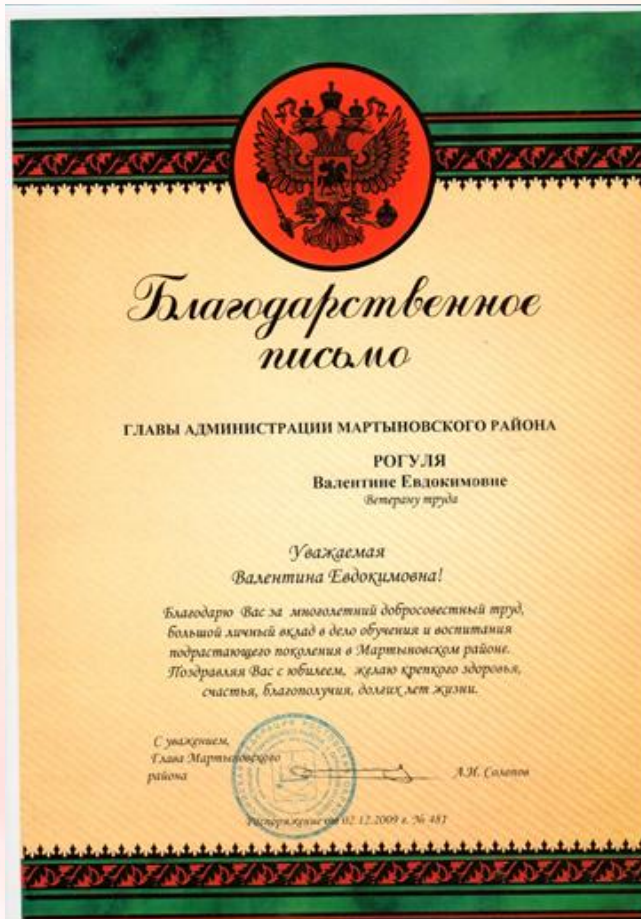 Благодарственное
письмо
ГЛАВЫ АДМИНИСТРАЦИИ МАРТЫНОВСКОГО РАЙОНА
РОГУЛЯ
Валентине Евдокимовне
Ветерану труда
Уважаемая
Валентина Евдокимовна!
Благодарю Вас за многолетний добросовестный труд,
большой личный вклад в дело обучения и воспитания
подрастающего поколения в Мартыновском районе.
Поздравляя Вас с юбилеем, желаю крепкого здоровья,
счастья, благополучия, долгих лет жизни.
С уважением,
Глава Мартыновского
района
А.И. Солопов
Распоряжение от 02.12.2009 г. № 481